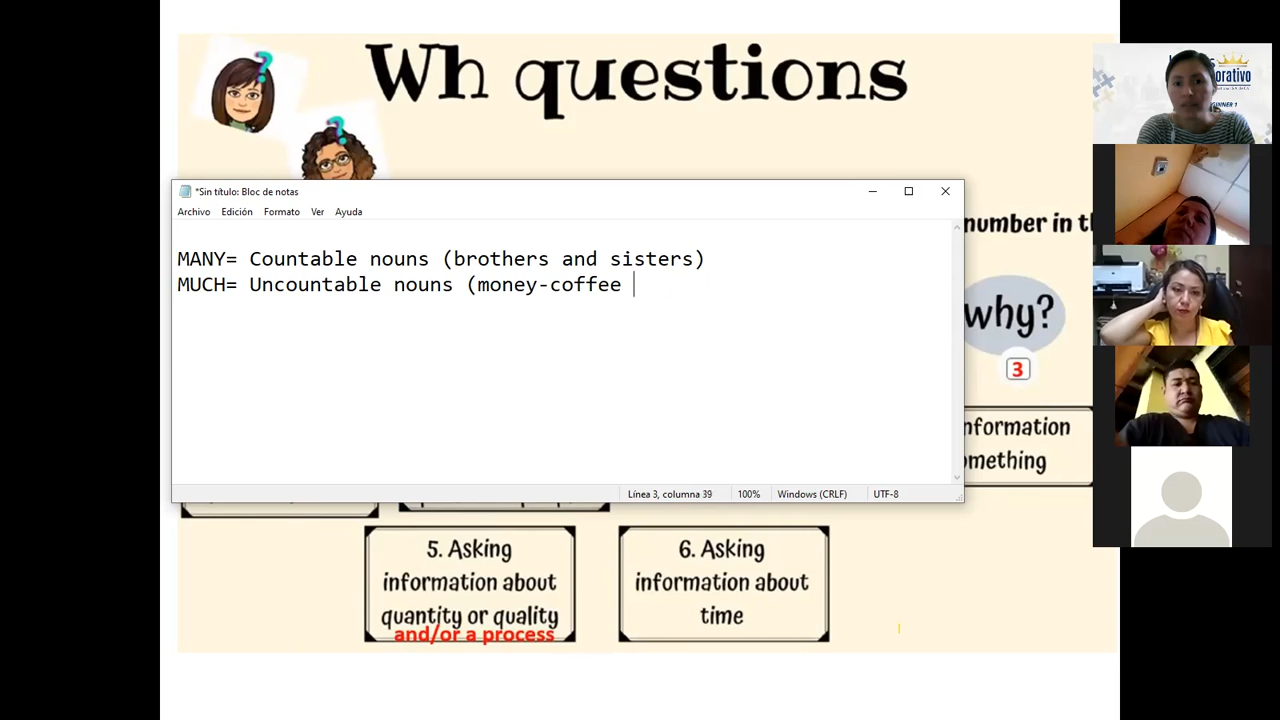 Wh questions
*Sin título: Bloc de notas
Archivo Edición Formato Ver Ayuda
MANY= Countable nouns (brothers and sisters)
MUCH= Uncountable nouns (money-coffee
Línea 3, columna 39 100% Windows (CRLF) UTF-8
number in
why?
3
nformation
omething
5. Asking
information about
quantity or quality
and/or a process
6. Asking
information about
time
orativo